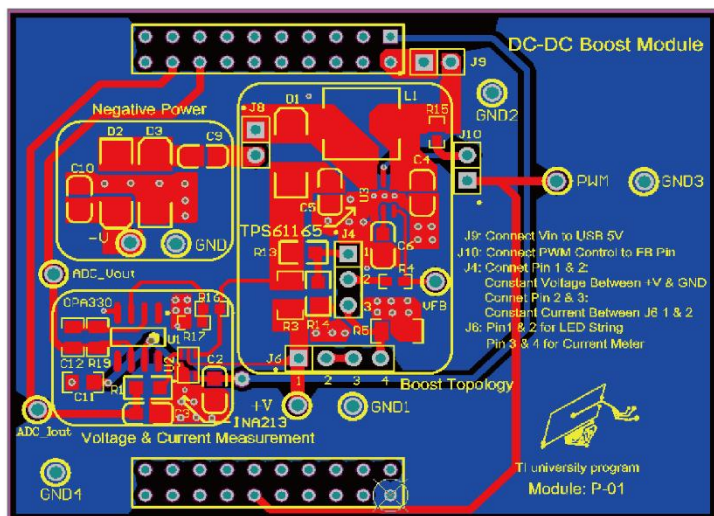 DC-DC Boost Module
J9
Negative Power
D1
L1
R15
GND2
J8
D2
C3
C9
J10
C10
C4
U3
PWM
GND3
C5
TPS61165
J4
-U
GND
R13
1
C6
2
R4
ADC_Vout
VFB
3
R3
R14
R5
OPA330
R16
R17
U1
C12
R19
J6
C2
C11
R1
1
2
3
4
Boost Topology
+V
GND1
INA213
ADC_Iout
Voltage & Current Measurement
GND4
J9: Connect Vin to USB 5V
J10: Connect PWM Control to FB Pin
J4: Connet Pin 1 & 2:
Constant Voltage Between +V & GND
Connet Pin 2 & 3:
Constant Current Between J6 1 & 2
J6: Pin1 & 2 for LED String
Pin 3 & 4 for Current Meter
TI university program
Module: P-01